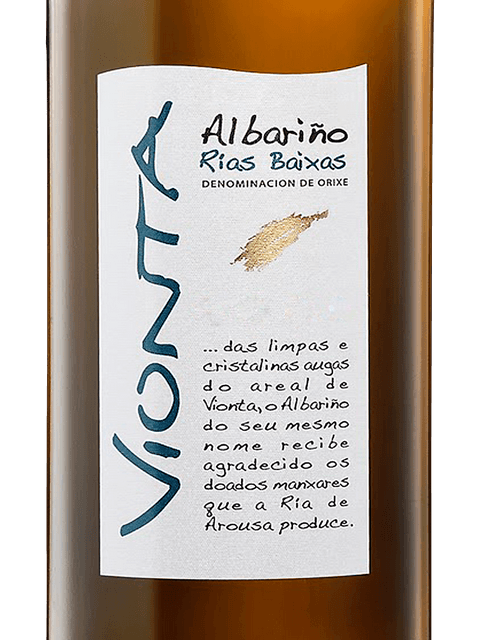 VIONTA
Albariño
Rías Baixas
DENOMINACION DE ORIXE
...das limpas e
cristalinas augas
do areal de
Vionta, o Albariño
do seu mesmo
nome recibe
agradecido os
doados manxares
que a Ría de
Arousa produce.